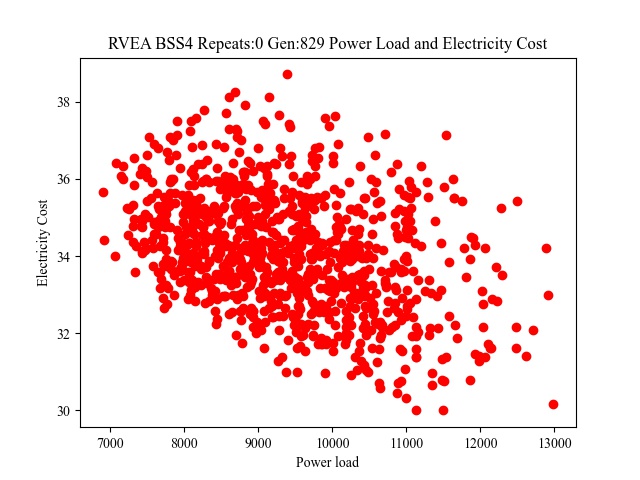 RVEA BSS4 Repeats:0 Gen:829 Power Load and Electricity Cost
Electricity Cost
38
36
34
32
30
7000 8000 9000 10000 11000 12000 13000
Power load